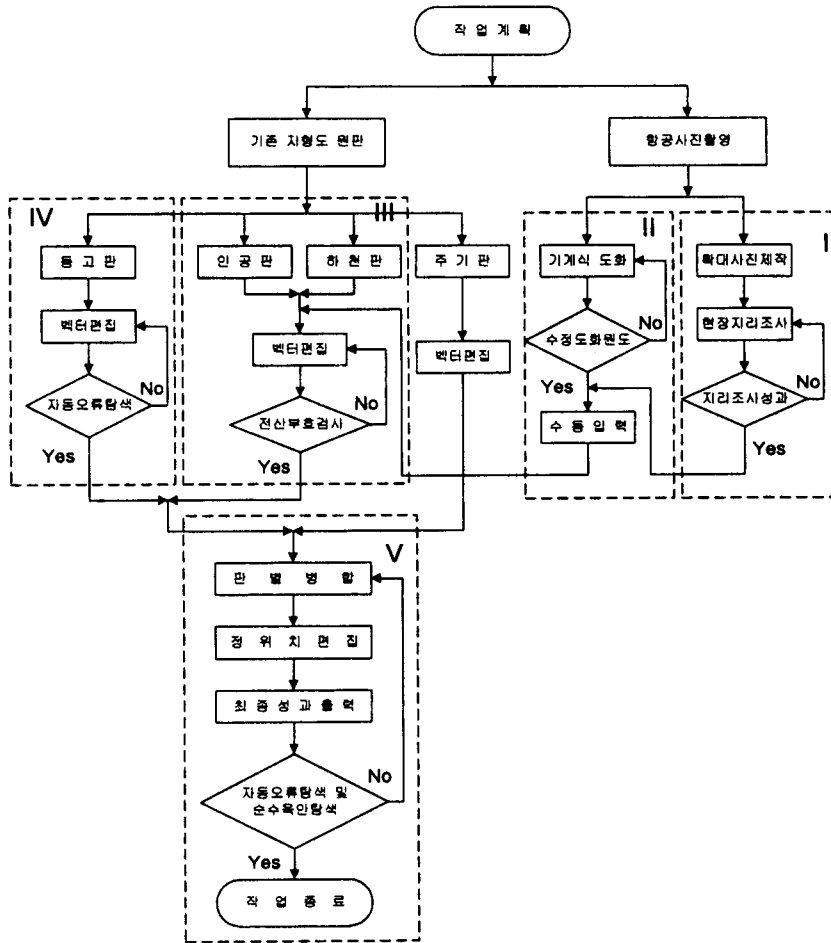 작 업 계 획
기존 지형도 원판
항공사진촬영
IV
III
II
I
등 고 판
인 공 판
하 천 판
주 기 판
기계식 도화
확대사진제작
벡터편집
벡터편집
벡터편집
수정도화원도
No
현장지리조사
자동오류탐색
No
전산부호검사
No
Yes
수 동 입 력
지리조사성과
No
Yes
Yes
Yes
V
판 별 병 합
정 위 치 편 집
최 종 성 과 출 력
자동오류탐색 및
순수육안탐색
No
Yes
작 업 종 료